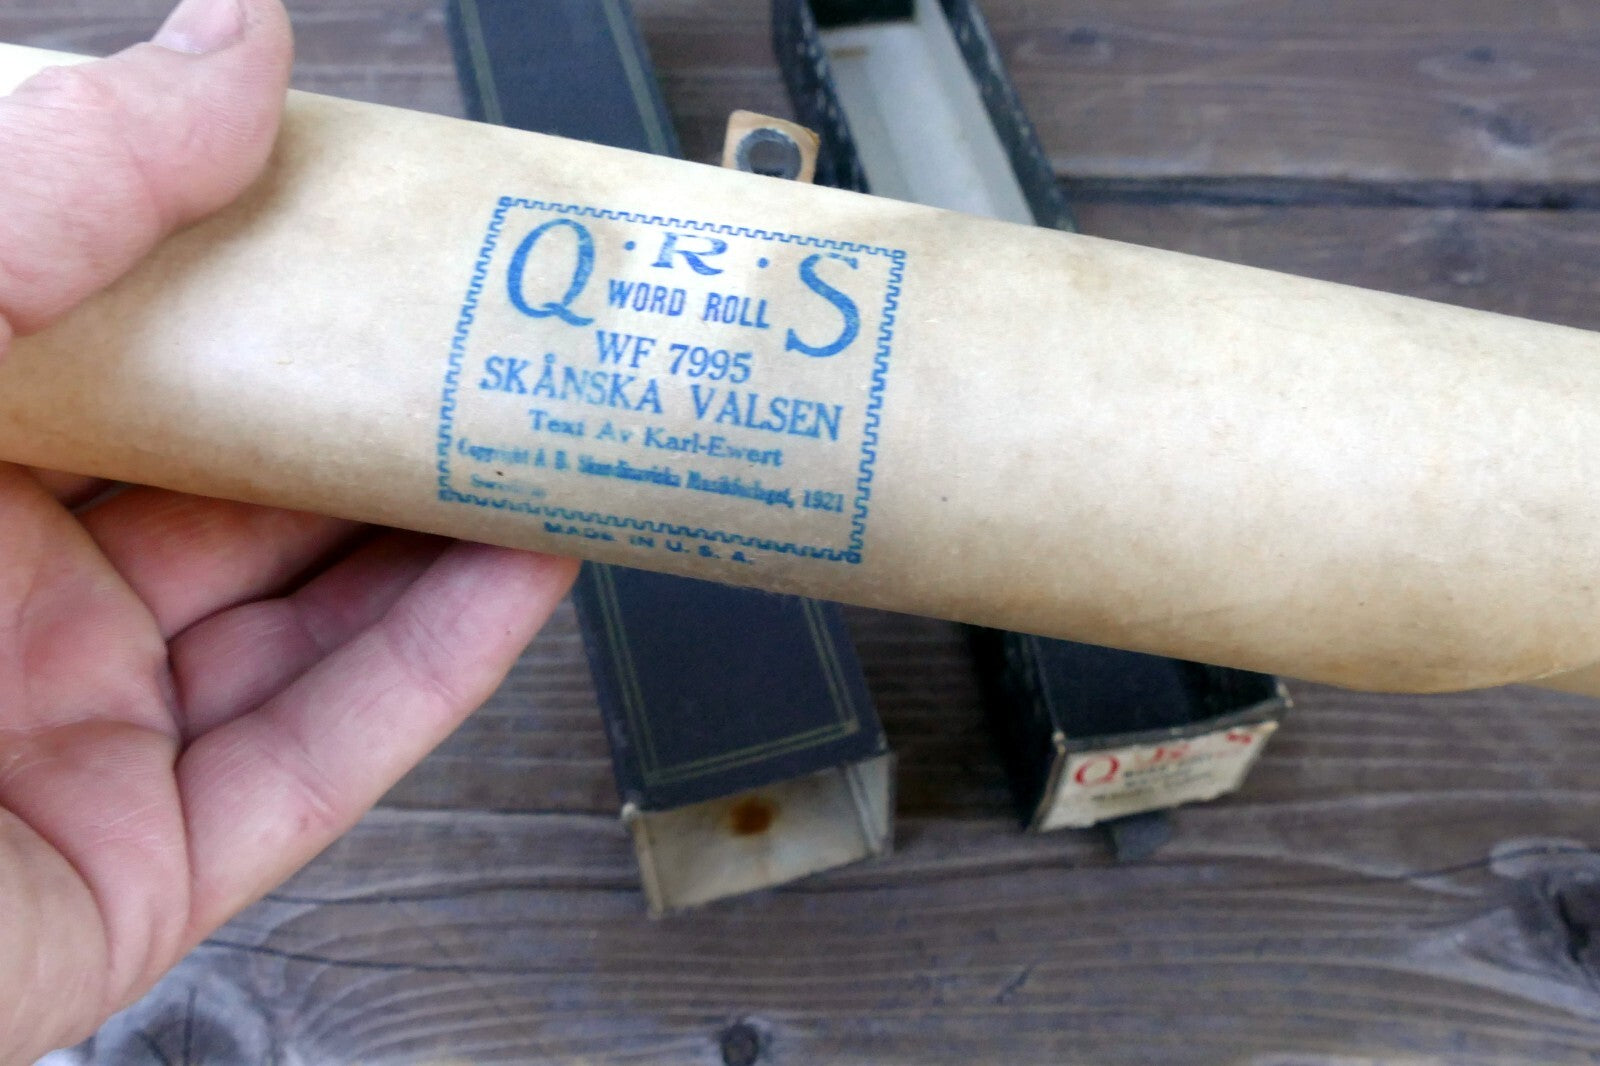 Q·R·S
WORD ROLL
WF 7995
SKÅNSKA VALSEN
Text Av Karl-Ewert
Copyright A. B. Skandinaviska Musikförlaget, 1921
MADE IN U. S. A.
Q R S